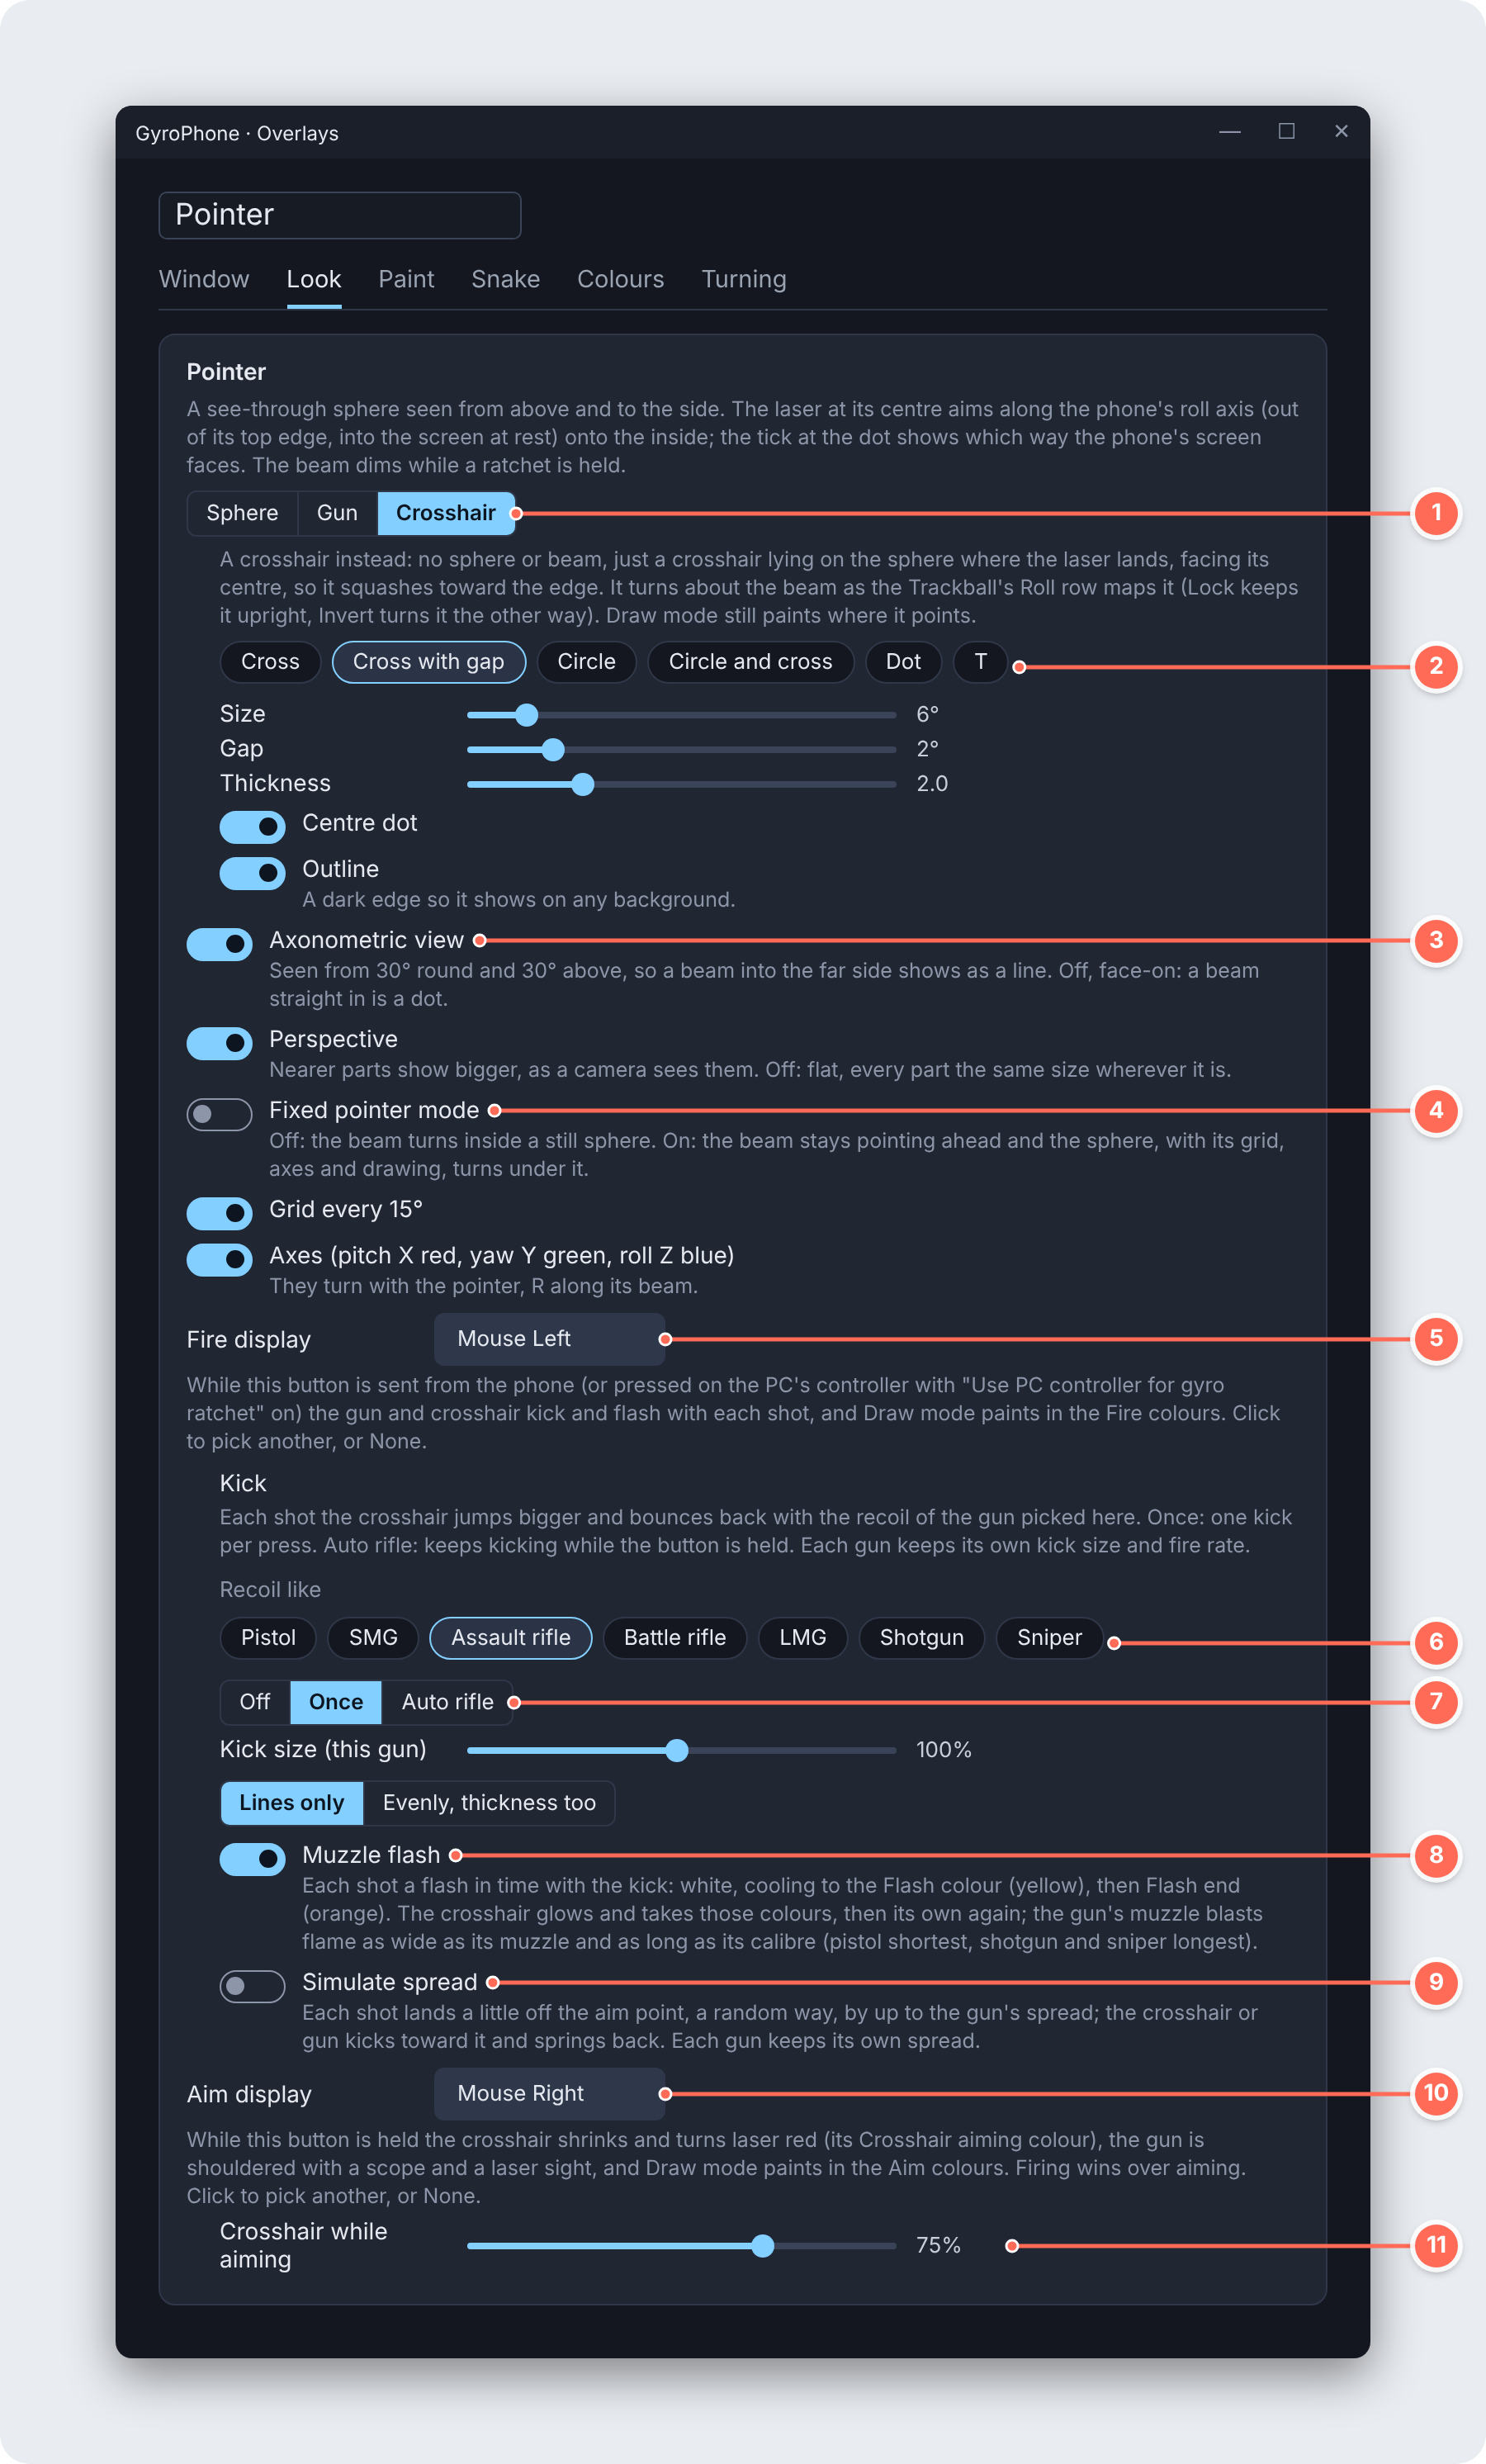 GyroPhone · Overlays
Pointer
Window Look Paint Snake Colours Turning
Pointer
A see-through sphere seen from above and to the side. The laser at its centre aims along the phone's roll axis (out
of its top edge, into the screen at rest) onto the inside; the tick at the dot shows which way the phone's screen
faces. The beam dims while a ratchet is held.
Sphere Gun Crosshair 1
A crosshair instead: no sphere or beam, just a crosshair lying on the sphere where the laser lands, facing its
centre, so it squashes toward the edge. It turns about the beam as the Trackball's Roll row maps it (Lock keeps
it upright, Invert turns it the other way). Draw mode still paints where it points.
Cross Cross with gap Circle Circle and cross Dot T 2
Size 6°
Gap 2°
Thickness 2.0
Centre dot
Outline
A dark edge so it shows on any background.
Axonometric view 3
Seen from 30° round and 30° above, so a beam into the far side shows as a line. Off, face-on: a beam
straight in is a dot.
Perspective
Nearer parts show bigger, as a camera sees them. Off: flat, every part the same size wherever it is.
Fixed pointer mode 4
Off: the beam turns inside a still sphere. On: the beam stays pointing ahead and the sphere, with its grid,
axes and drawing, turns under it.
Grid every 15°
Axes (pitch X red, yaw Y green, roll Z blue)
They turn with the pointer, R along its beam.
Fire display Mouse Left 5
While this button is sent from the phone (or pressed on the PC's controller with "Use PC controller for gyro
ratchet" on) the gun and crosshair kick and flash with each shot, and Draw mode paints in the Fire colours. Click
to pick another, or None.
Kick
Each shot the crosshair jumps bigger and bounces back with the recoil of the gun picked here. Once: one kick
per press. Auto rifle: keeps kicking while the button is held. Each gun keeps its own kick size and fire rate.
Recoil like
Pistol SMG Assault rifle Battle rifle LMG Shotgun Sniper 6
Off Once Auto rifle 7
Kick size (this gun) 100%
Lines only Evenly, thickness too
Muzzle flash 8
Each shot a flash in time with the kick: white, cooling to the Flash colour (yellow), then Flash end
(orange). The crosshair glows and takes those colours, then its own again; the gun's muzzle blasts
flame as wide as its muzzle and as long as its calibre (pistol shortest, shotgun and sniper longest).
Simulate spread 9
Each shot lands a little off the aim point, a random way, by up to the gun's spread; the crosshair or
gun kicks toward it and springs back. Each gun keeps its own spread.
Aim display Mouse Right 10
While this button is held the crosshair shrinks and turns laser red (its Crosshair aiming colour), the gun is
shouldered with a scope and a laser sight, and Draw mode paints in the Aim colours. Firing wins over aiming.
Click to pick another, or None.
Crosshair while
aiming 75% 11